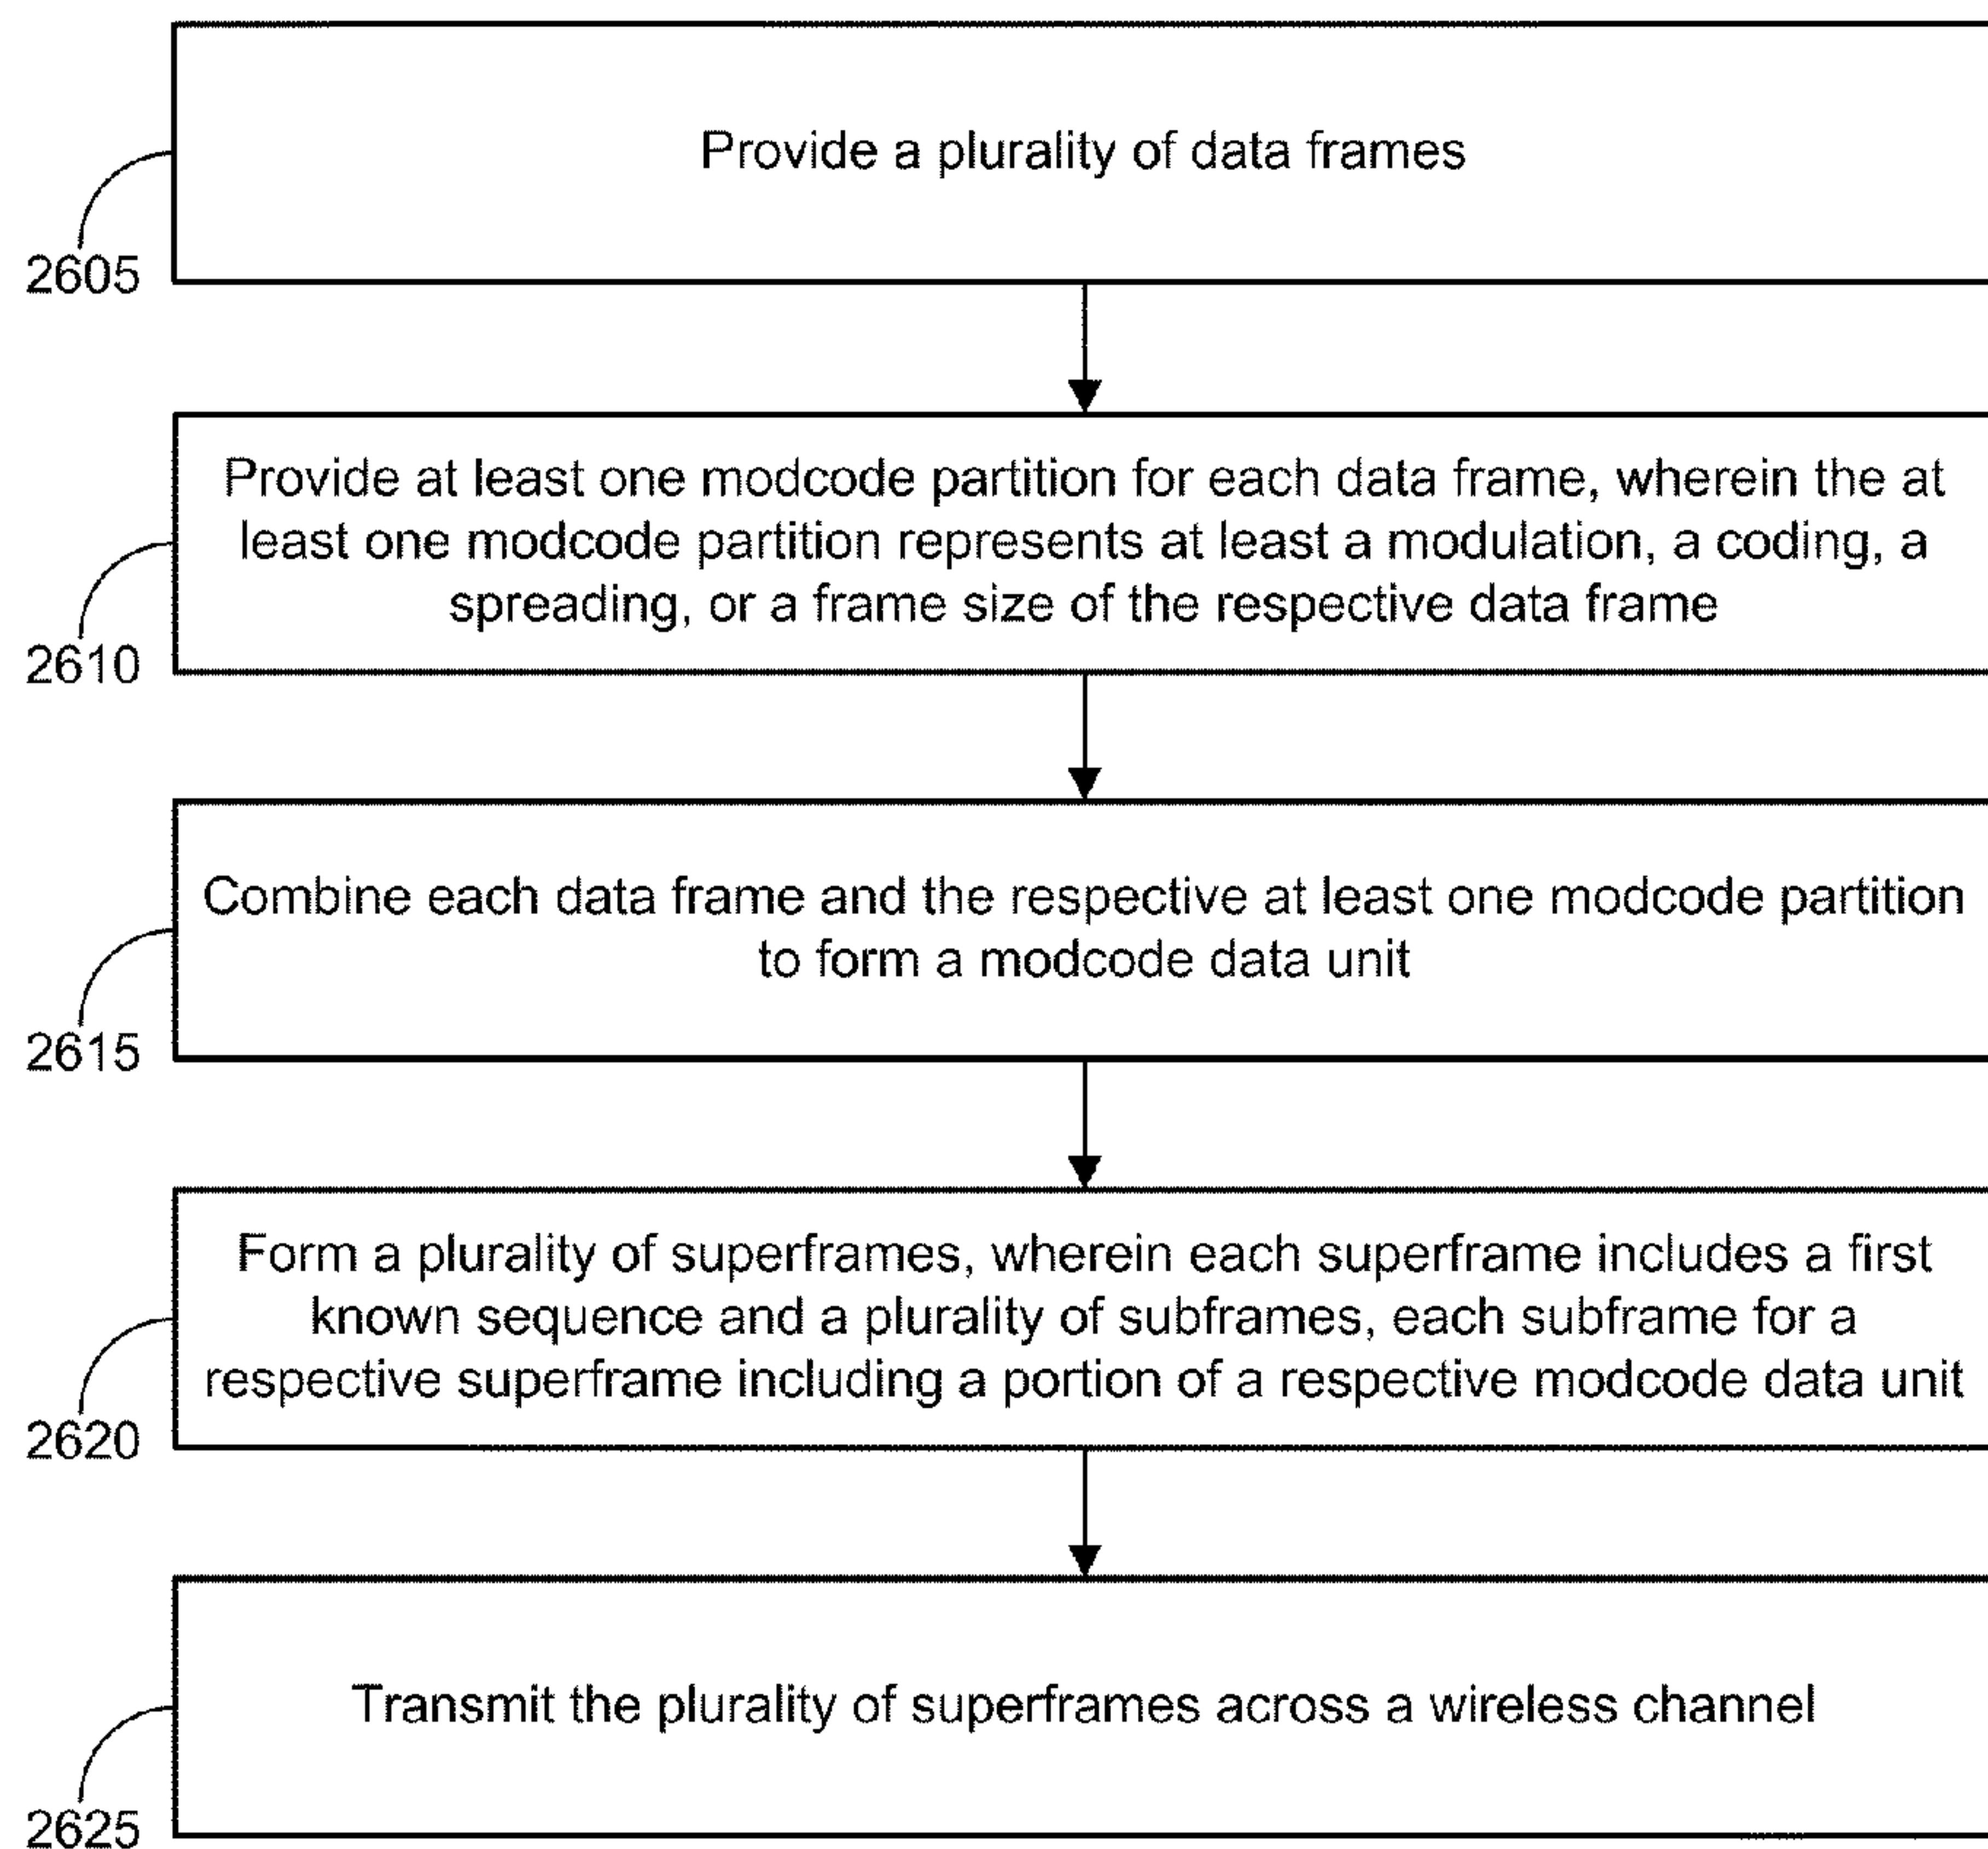 Provide a plurality of data frames
2605
Provide at least one modcode partition for each data frame, wherein the at
least one modcode partition represents at least a modulation, a coding, a
spreading, or a frame size of the respective data frame
2610
Combine each data frame and the respective at least one modcode partition
to form a modcode data unit
2615
Form a plurality of superframes, wherein each superframe includes a first
known sequence and a plurality of subframes, each subframe for a
respective superframe including a portion of a respective modcode data unit
2620
Transmit the plurality of superframes across a wireless channel
2625